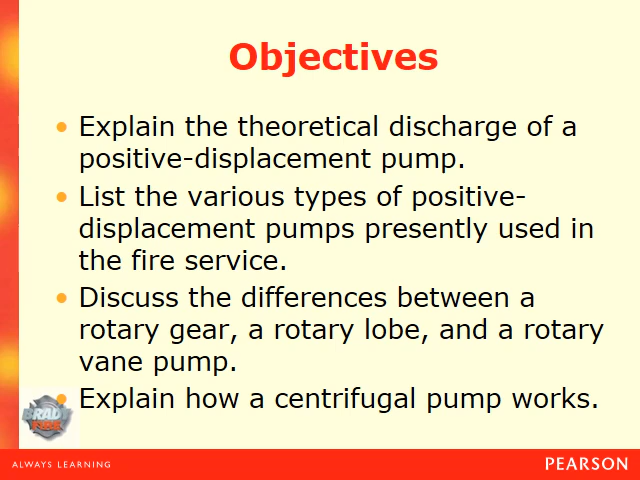 Objectives
• Explain the theoretical discharge of a
positive-displacement pump.
• List the various types of positive-
displacement pumps presently used in
the fire service.
• Discuss the differences between a
rotary gear, a rotary lobe, and a rotary
vane pump.
• Explain how a centrifugal pump works.
BRADY
FIRE
ALWAYS LEARNING
PEARSON